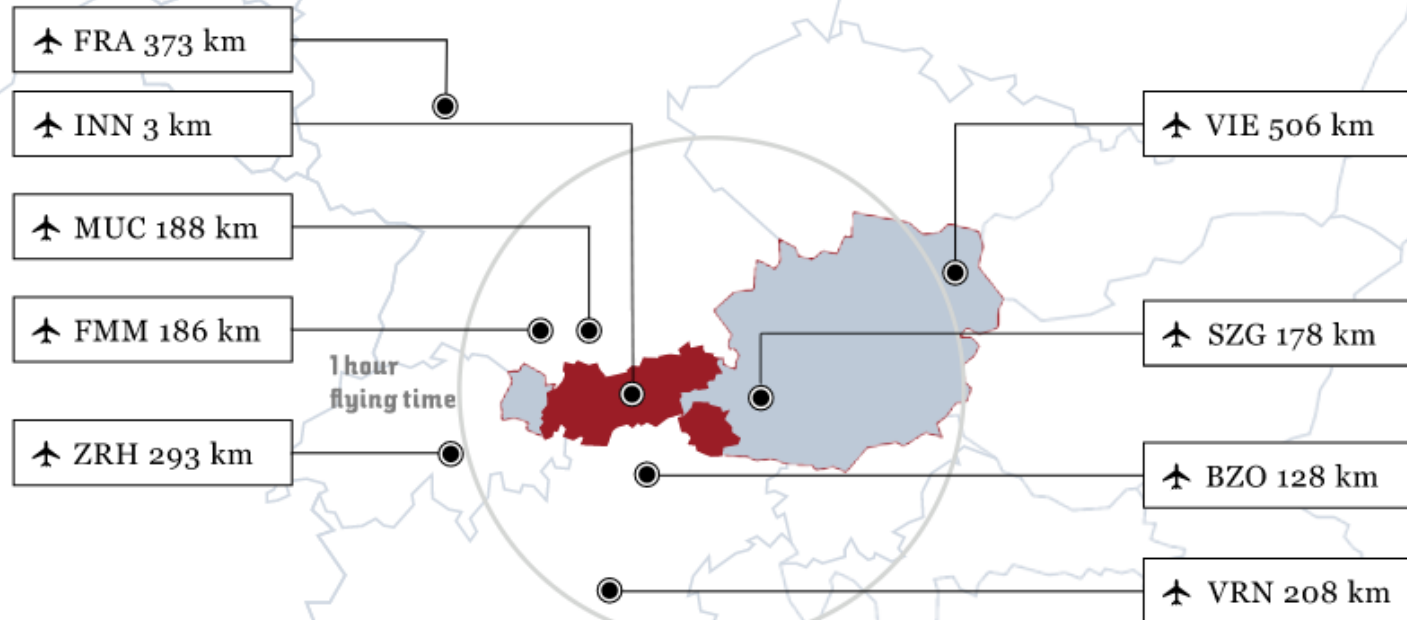 FRA 373 km
INN 3 km
VIE 506 km
MUC 188 km
FMM 186 km
SZG 178 km
1 hour
flying time
ZRH 293 km
BZO 128 km
VRN 208 km